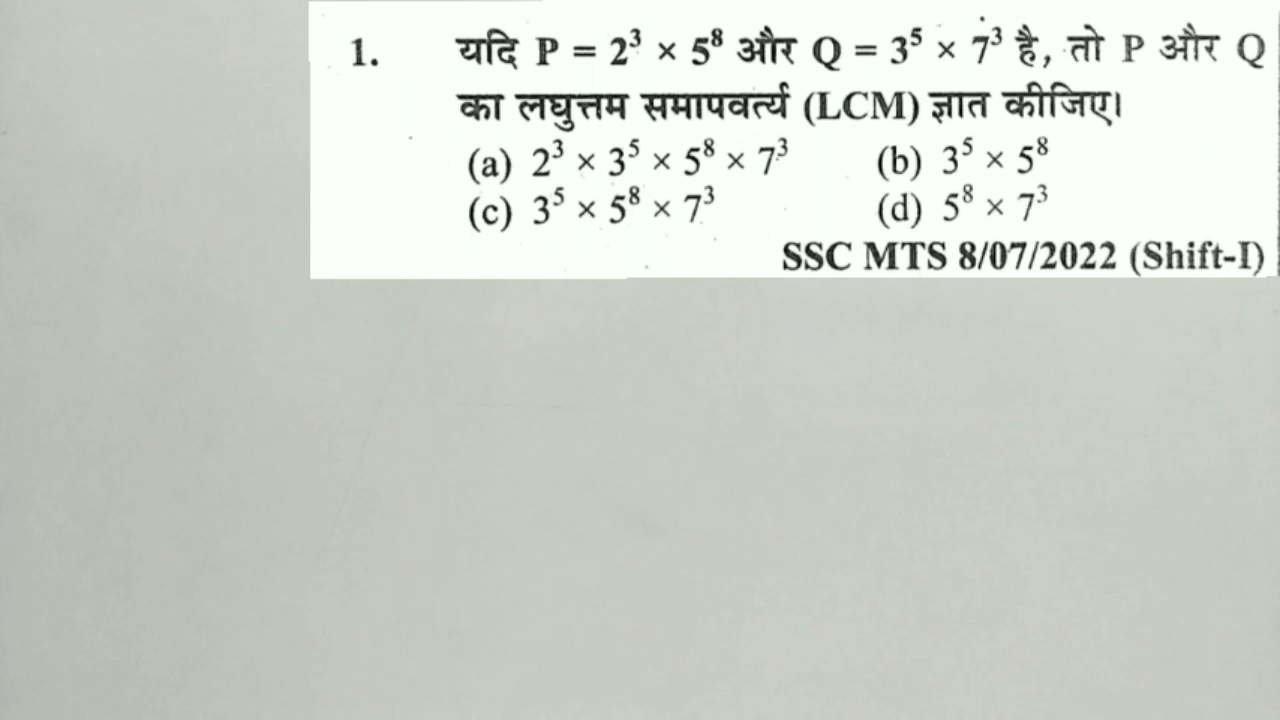 1. यदि P = 2³ × 5⁸ और Q = 3⁵ × 7³ है, तो P और Q
का लघुत्तम समापवर्त्य (LCM) ज्ञात कीजिए।
(a) 2³ × 3⁵ × 5⁸ × 7³ (b) 3⁵ × 5⁸
(c) 3⁵ × 5⁸ × 7³ (d) 5⁸ × 7³
SSC MTS 8/07/2022 (Shift-I)